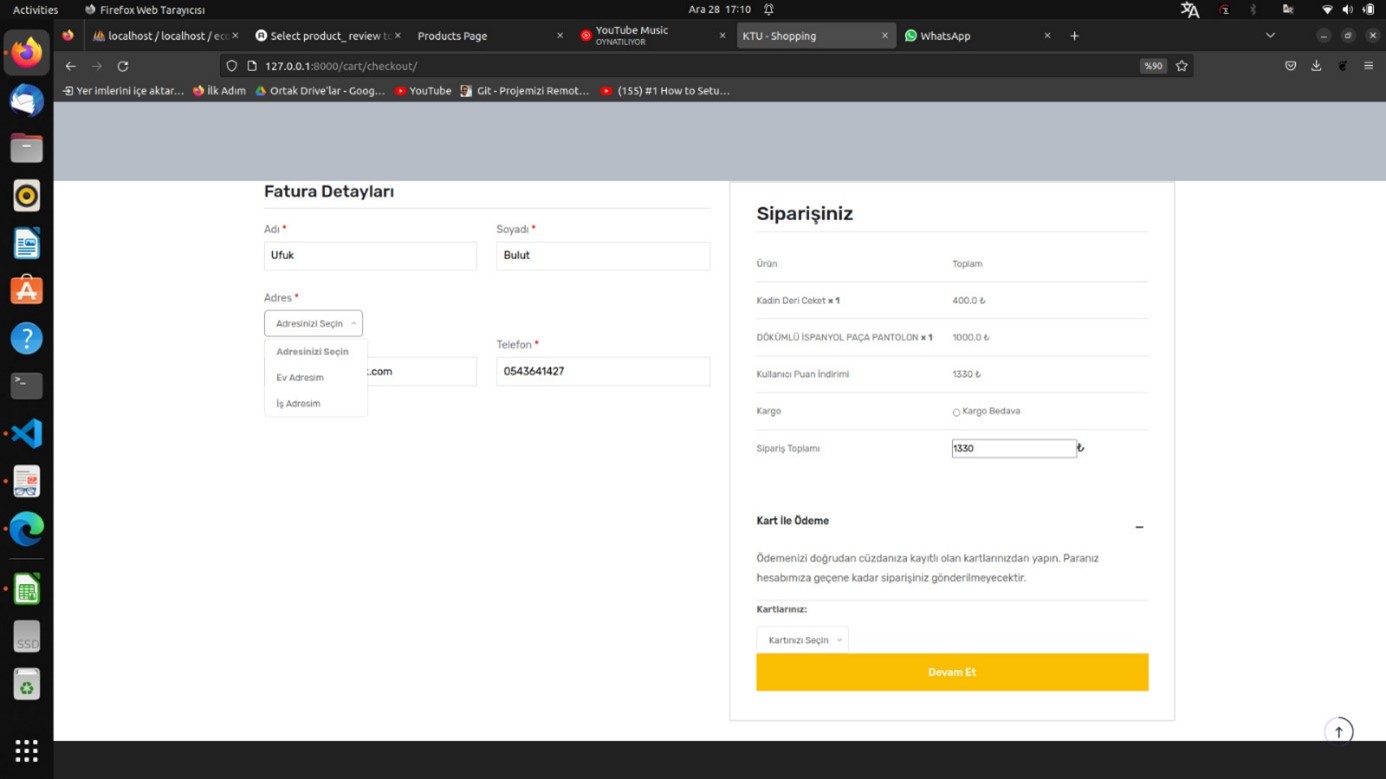 Activities
Firefox Web Tarayıcısı
Ara 28 17:10
localhost / localhost / ec
Select product_review to
Products Page
YouTube Music
OYNATILIYOR
KTU - Shopping
WhatsApp
127.0.0.1:8000/cart/checkout/
%90
Yer imlerini içe aktar...
İlk Adım
Ortak Drive'lar - Goog...
YouTube
Git - Projemizi Remot...
(155) #1 How to Setu...
Fatura Detayları
Adı *
Soyadı *
Ufuk
Bulut
Adres *
Adresinizi Seçin
Adresinizi Seçin
Ev Adresim
İş Adresim
.com
Telefon *
0543641427
Siparişiniz
Ürün Toplam
Kadin Deri Ceket × 1 400.0 ₺
DÖKÜMLÜ İSPANYOL PAÇA PANTOLON × 1 1000.0 ₺
Kullanıcı Puan İndirimi 1330 ₺
Kargo Kargo Bedava
Sipariş Toplamı 1330 ₺
Kart İle Ödeme
Ödemenizi doğrudan cüzdanıza kayıtlı olan kartlarınızdan yapın. Paranız
hesabımıza geçene kadar siparişiniz gönderilmeyecektir.
Kartlarınız:
Kartınızı Seçin
Devam Et
SSD